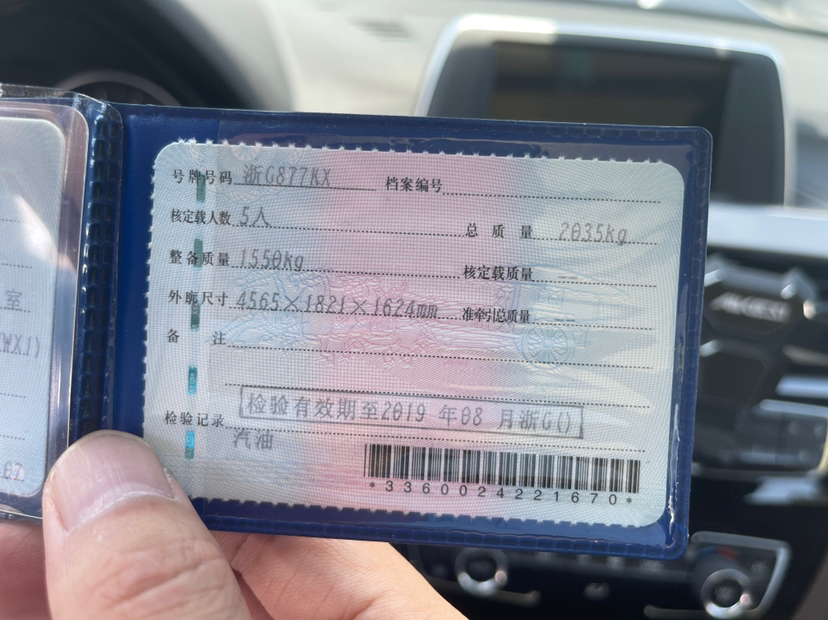 号牌号码 浙G877KX 档案编号
核定载人数 5人 总质量 2035kg
整备质量 1550kg 核定载质量 --
外廓尺寸 4565×1821×1624mm 准牵引总质量 --
备注
检验记录 检验有效期至2019年08月浙G()
汽油
*3360024221670*
室